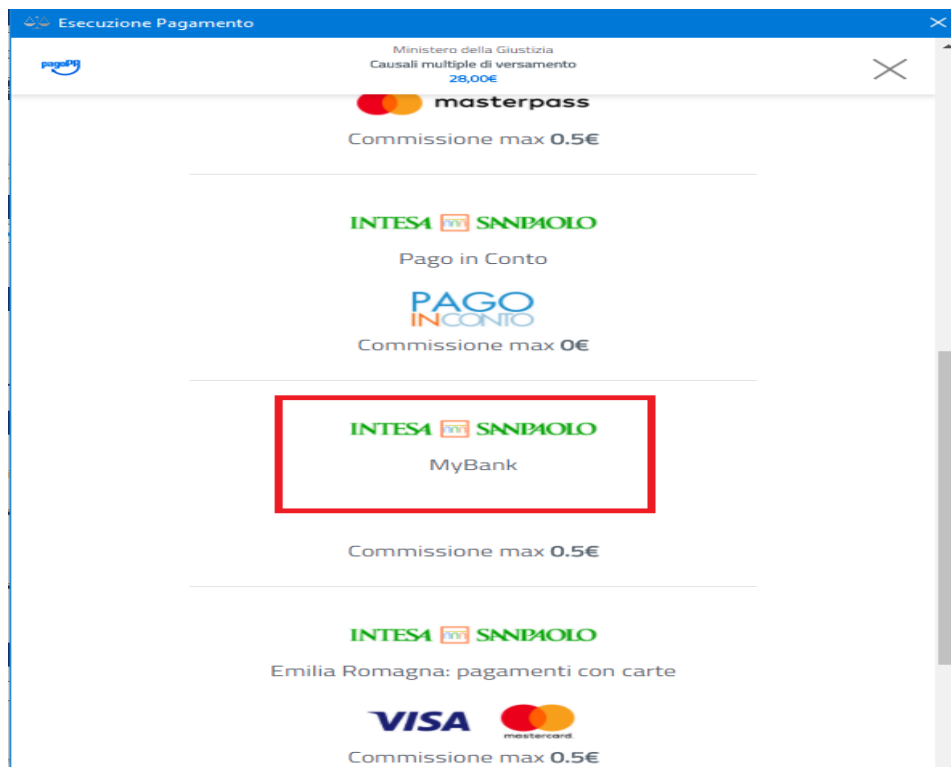 Esecuzione Pagamento
pagoPA
Ministero della Giustizia
Causali multiple di versamento
28,00€
masterpass
Commissione max 0.5€
INTESA SANPAOLO
Pago in Conto
PAGO
INCONTO
Commissione max 0€
INTESA SANPAOLO
MyBank
Commissione max 0.5€
INTESA SANPAOLO
Emilia Romagna: pagamenti con carte
VISA
mastercard
Commissione max 0.5€